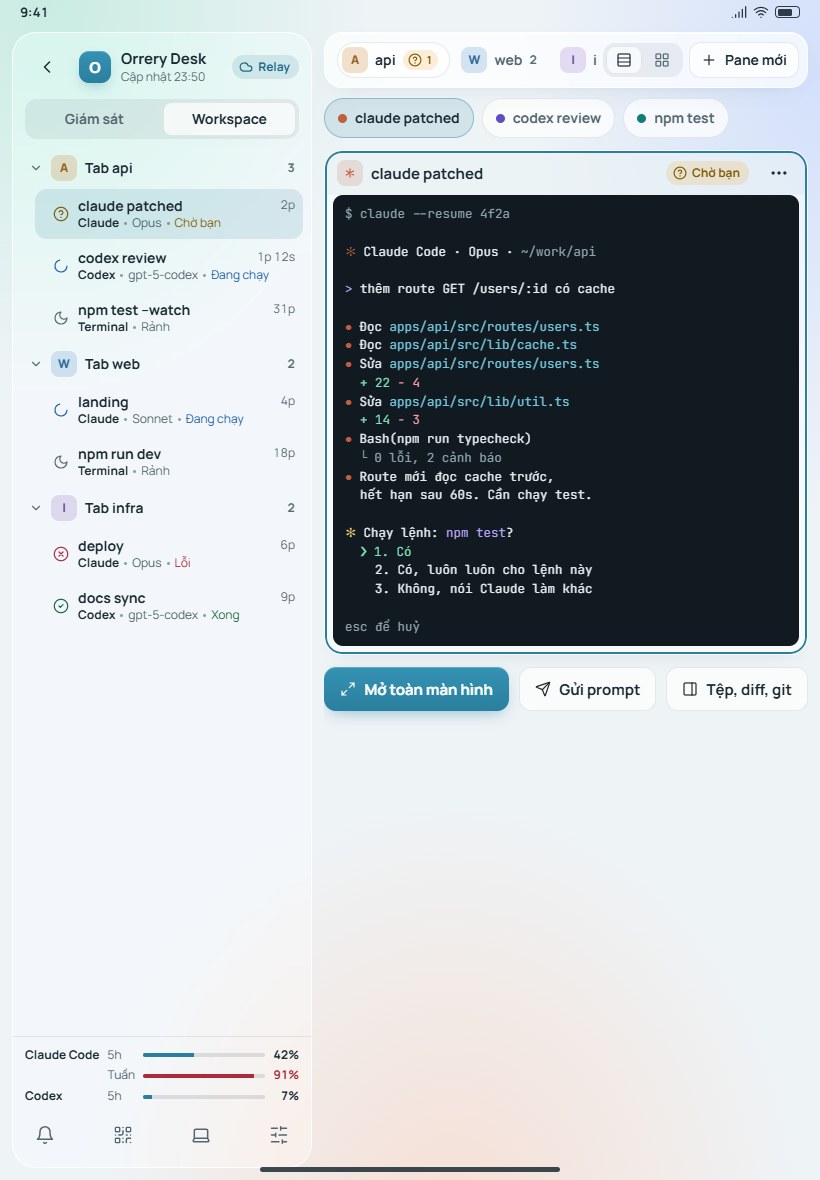 9:41
O
Orrery Desk
Cập nhật 23:50
Relay
Giám sát
Workspace
A
Tab api
3
claude patched
2p
Claude • Opus • Chờ bạn
codex review
1p 12s
Codex • gpt-5-codex • Đang chạy
npm test --watch
31p
Terminal • Rảnh
W
Tab web
2
landing
4p
Claude • Sonnet • Đang chạy
npm run dev
18p
Terminal • Rảnh
I
Tab infra
2
deploy
6p
Claude • Opus • Lỗi
docs sync
9p
Codex • gpt-5-codex • Xong
Claude Code 5h 42%
Tuần 91%
Codex 5h 7%
A api 1
W web 2
I i
Pane mới
claude patched
codex review
npm test
claude patched
Chờ bạn
$ claude --resume 4f2a
✻ Claude Code · Opus · ~/work/api
> thêm route GET /users/:id có cache
● Đọc apps/api/src/routes/users.ts
● Đọc apps/api/src/lib/cache.ts
● Sửa apps/api/src/routes/users.ts
+ 22 - 4
● Sửa apps/api/src/lib/util.ts
+ 14 - 3
● Bash(npm run typecheck)
└ 0 lỗi, 2 cảnh báo
● Route mới đọc cache trước,
hết hạn sau 60s. Cần chạy test.
✻ Chạy lệnh: npm test?
❯ 1. Có
2. Có, luôn luôn cho lệnh này
3. Không, nói Claude làm khác
esc để huỷ
Mở toàn màn hình
Gửi prompt
Tệp, diff, git